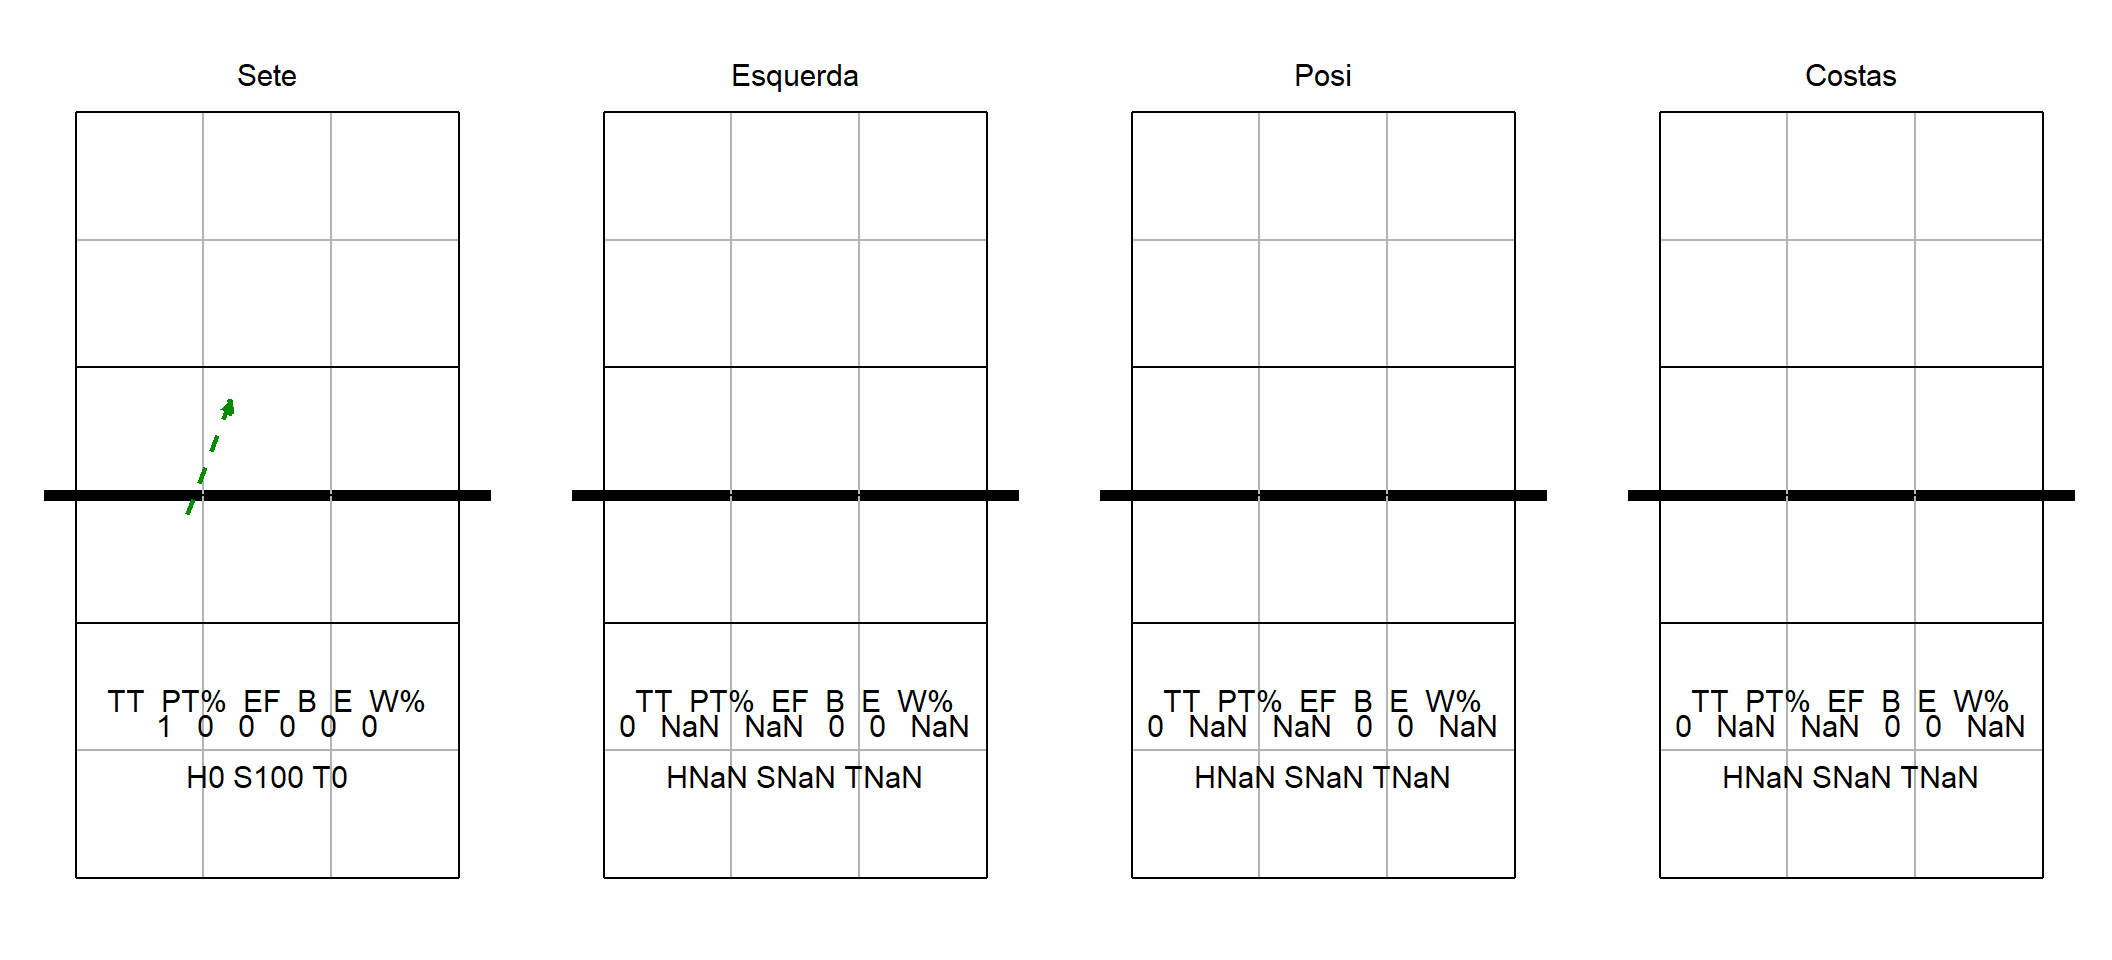 Sete
TT PT% EF B E W%
1 0 0 0 0 0
H0 S100 T0
Esquerda
TT PT% EF B E W%
0 NaN NaN 0 0 NaN
HNaN SNaN TNaN
Posi
TT PT% EF B E W%
0 NaN NaN 0 0 NaN
HNaN SNaN TNaN
Costas
TT PT% EF B E W%
0 NaN NaN 0 0 NaN
HNaN SNaN TNaN